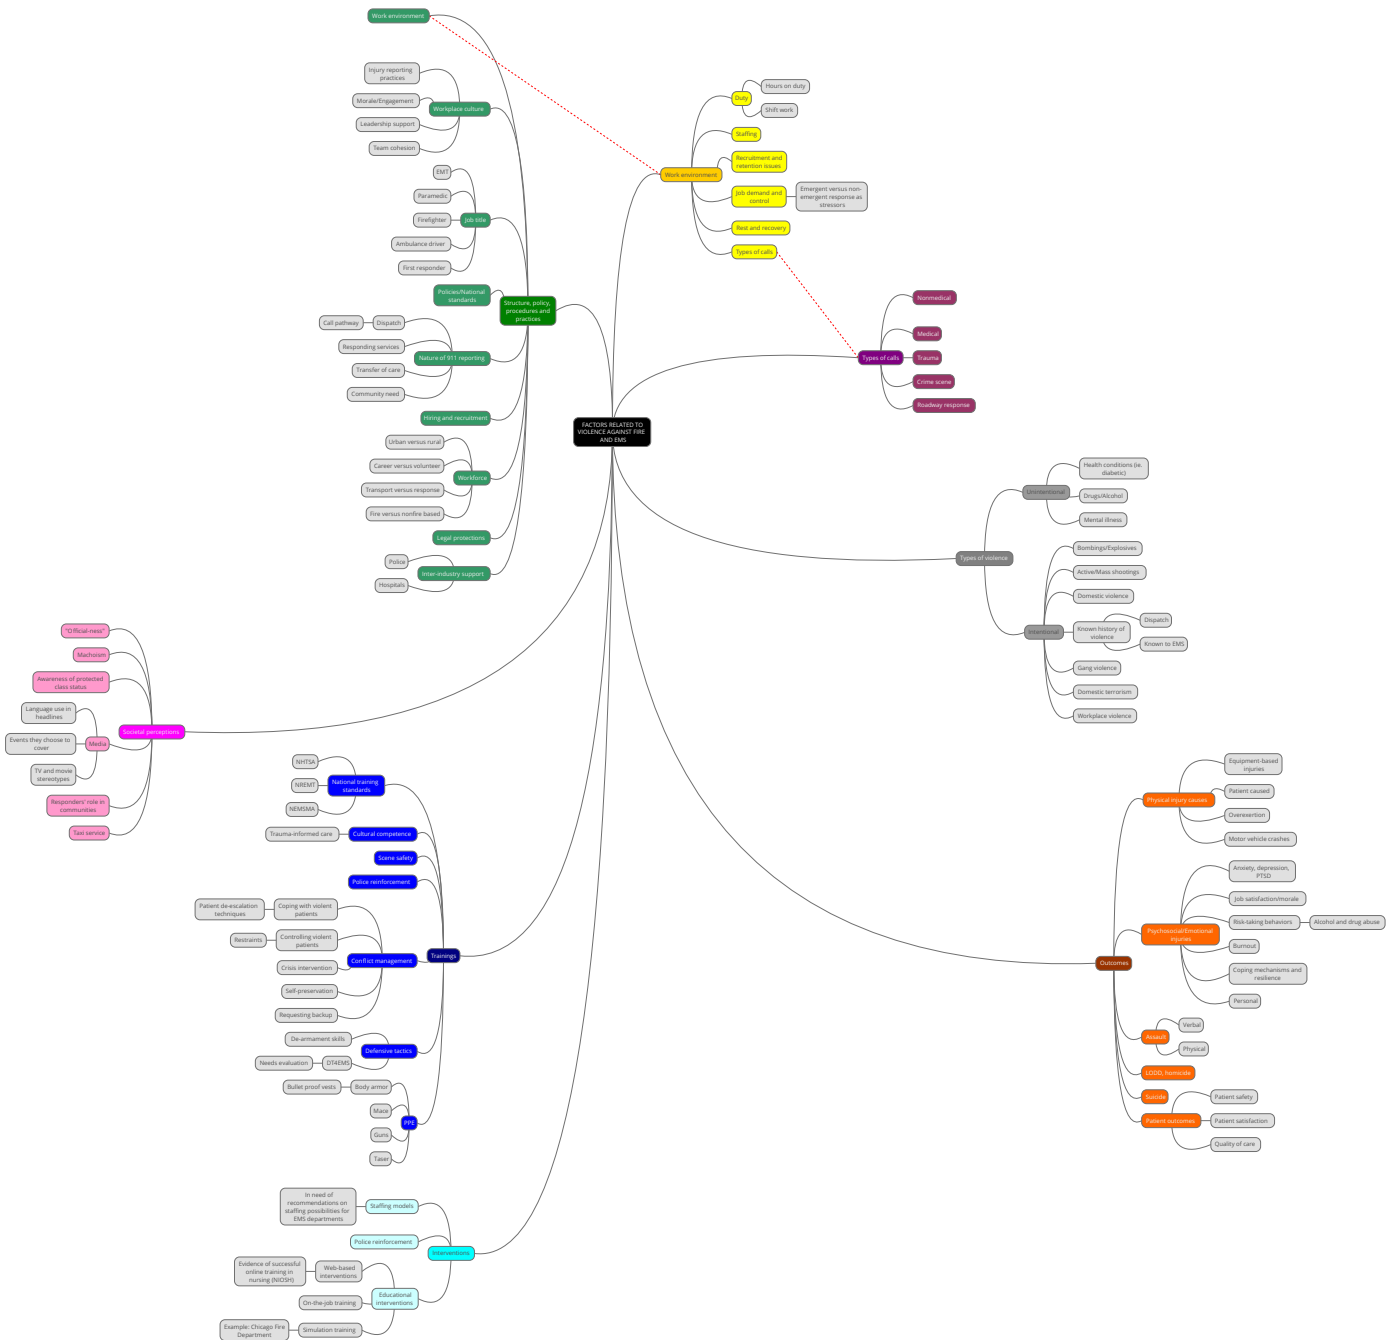 Work environment
Injury reporting
practices
Morale/Engagement
Leadership support
Team cohesion
Workplace culture
EMT
Paramedic
Firefighter
Ambulance driver
First responder
Job title
Policies/National
standards
Structure, policy,
procedures and
practices
Call pathway
Dispatch
Responding services
Transfer of care
Community need
Nature of 911 reporting
Hiring and recruitment
Urban versus rural
Career versus volunteer
Transport versus response
Fire versus nonfire based
Workforce
Legal protections
Police
Hospitals
Inter-industry support
Work environment
Duty
Hours on duty
Shift work
Staffing
Recruitment and
retention issues
Job demand and
control
Emergent versus non-
emergent response as
stressors
Rest and recovery
Types of calls
Types of calls
Nonmedical
Medical
Trauma
Crime scene
Roadway response
FACTORS RELATED TO
VIOLENCE AGAINST FIRE
AND EMS
Types of violence
Unintentional
Health conditions (ie.
diabetic)
Drugs/Alcohol
Mental illness
Intentional
Bombings/Explosives
Active/Mass shootings
Domestic violence
Known history of
violence
Dispatch
Known to EMS
Gang violence
Domestic terrorism
Workplace violence
"Official-ness"
Machoism
Awareness of protected
class status
Language use in
headlines
Events they choose to
cover
TV and movie
stereotypes
Media
Societal perceptions
Responders' role in
communities
Taxi service
NHTSA
NREMT
NEMSMA
National training
standards
Trauma-informed care
Cultural competence
Scene safety
Police reinforcement
Patient de-escalation
techniques
Coping with violent
patients
Restraints
Controlling violent
patients
Crisis intervention
Self-preservation
Requesting backup
Conflict management
Trainings
De-armament skills
Needs evaluation
DT4EMS
Defensive tactics
Bullet proof vests
Body armor
Mace
Guns
Taser
PPE
Outcomes
Physical injury causes
Equipment-based
injuries
Patient caused
Overexertion
Motor vehicle crashes
Psychosocial/Emotional
injuries
Anxiety, depression,
PTSD
Job satisfaction/morale
Risk-taking behaviors
Alcohol and drug abuse
Burnout
Coping mechanisms and
resilience
Personal
Assault
Verbal
Physical
LODD, homicide
Suicide
Patient outcomes
Patient safety
Patient satisfaction
Quality of care
In need of
recommendations on
staffing possibilities for
EMS departments
Staffing models
Police reinforcement
Interventions
Evidence of successful
online training in
nursing (NIOSH)
Web-based
interventions
On-the-job training
Example: Chicago Fire
Department
Simulation training
Educational
interventions